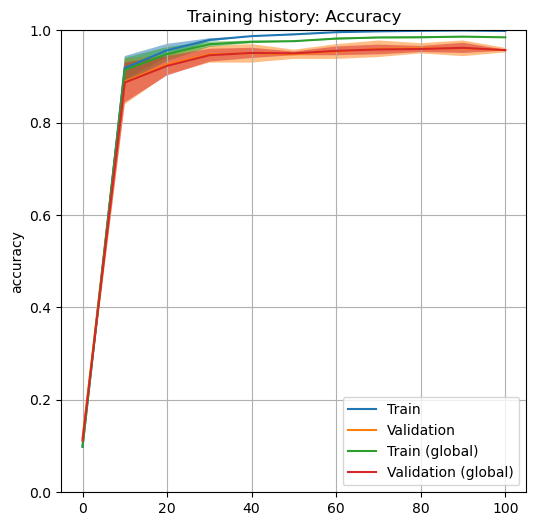 Training history: Accuracy
accuracy
1.0
0.8
0.6
0.4
0.2
0.0
0
20
40
60
80
100
Train
Validation
Train (global)
Validation (global)